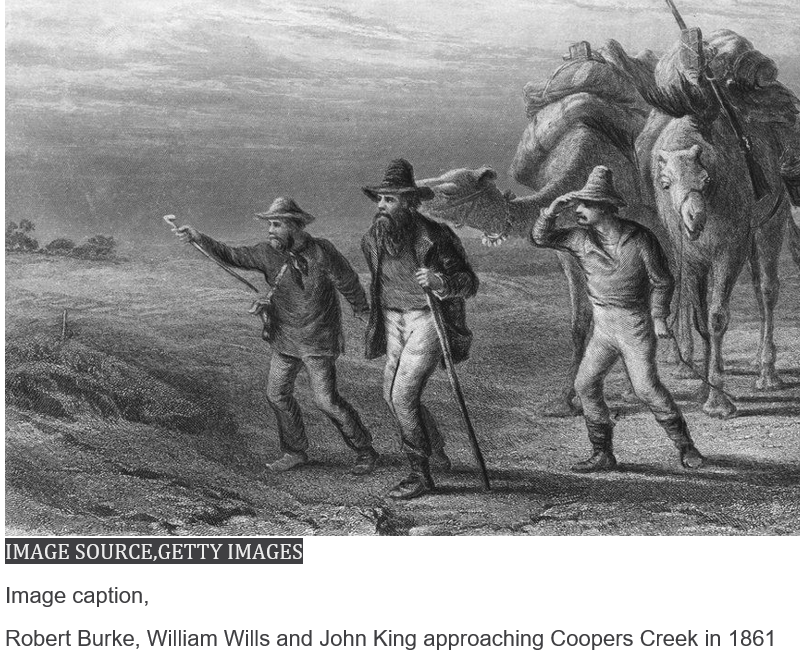 IMAGE SOURCE,GETTY IMAGES
Image caption,
Robert Burke, William Wills and John King approaching Coopers Creek in 1861